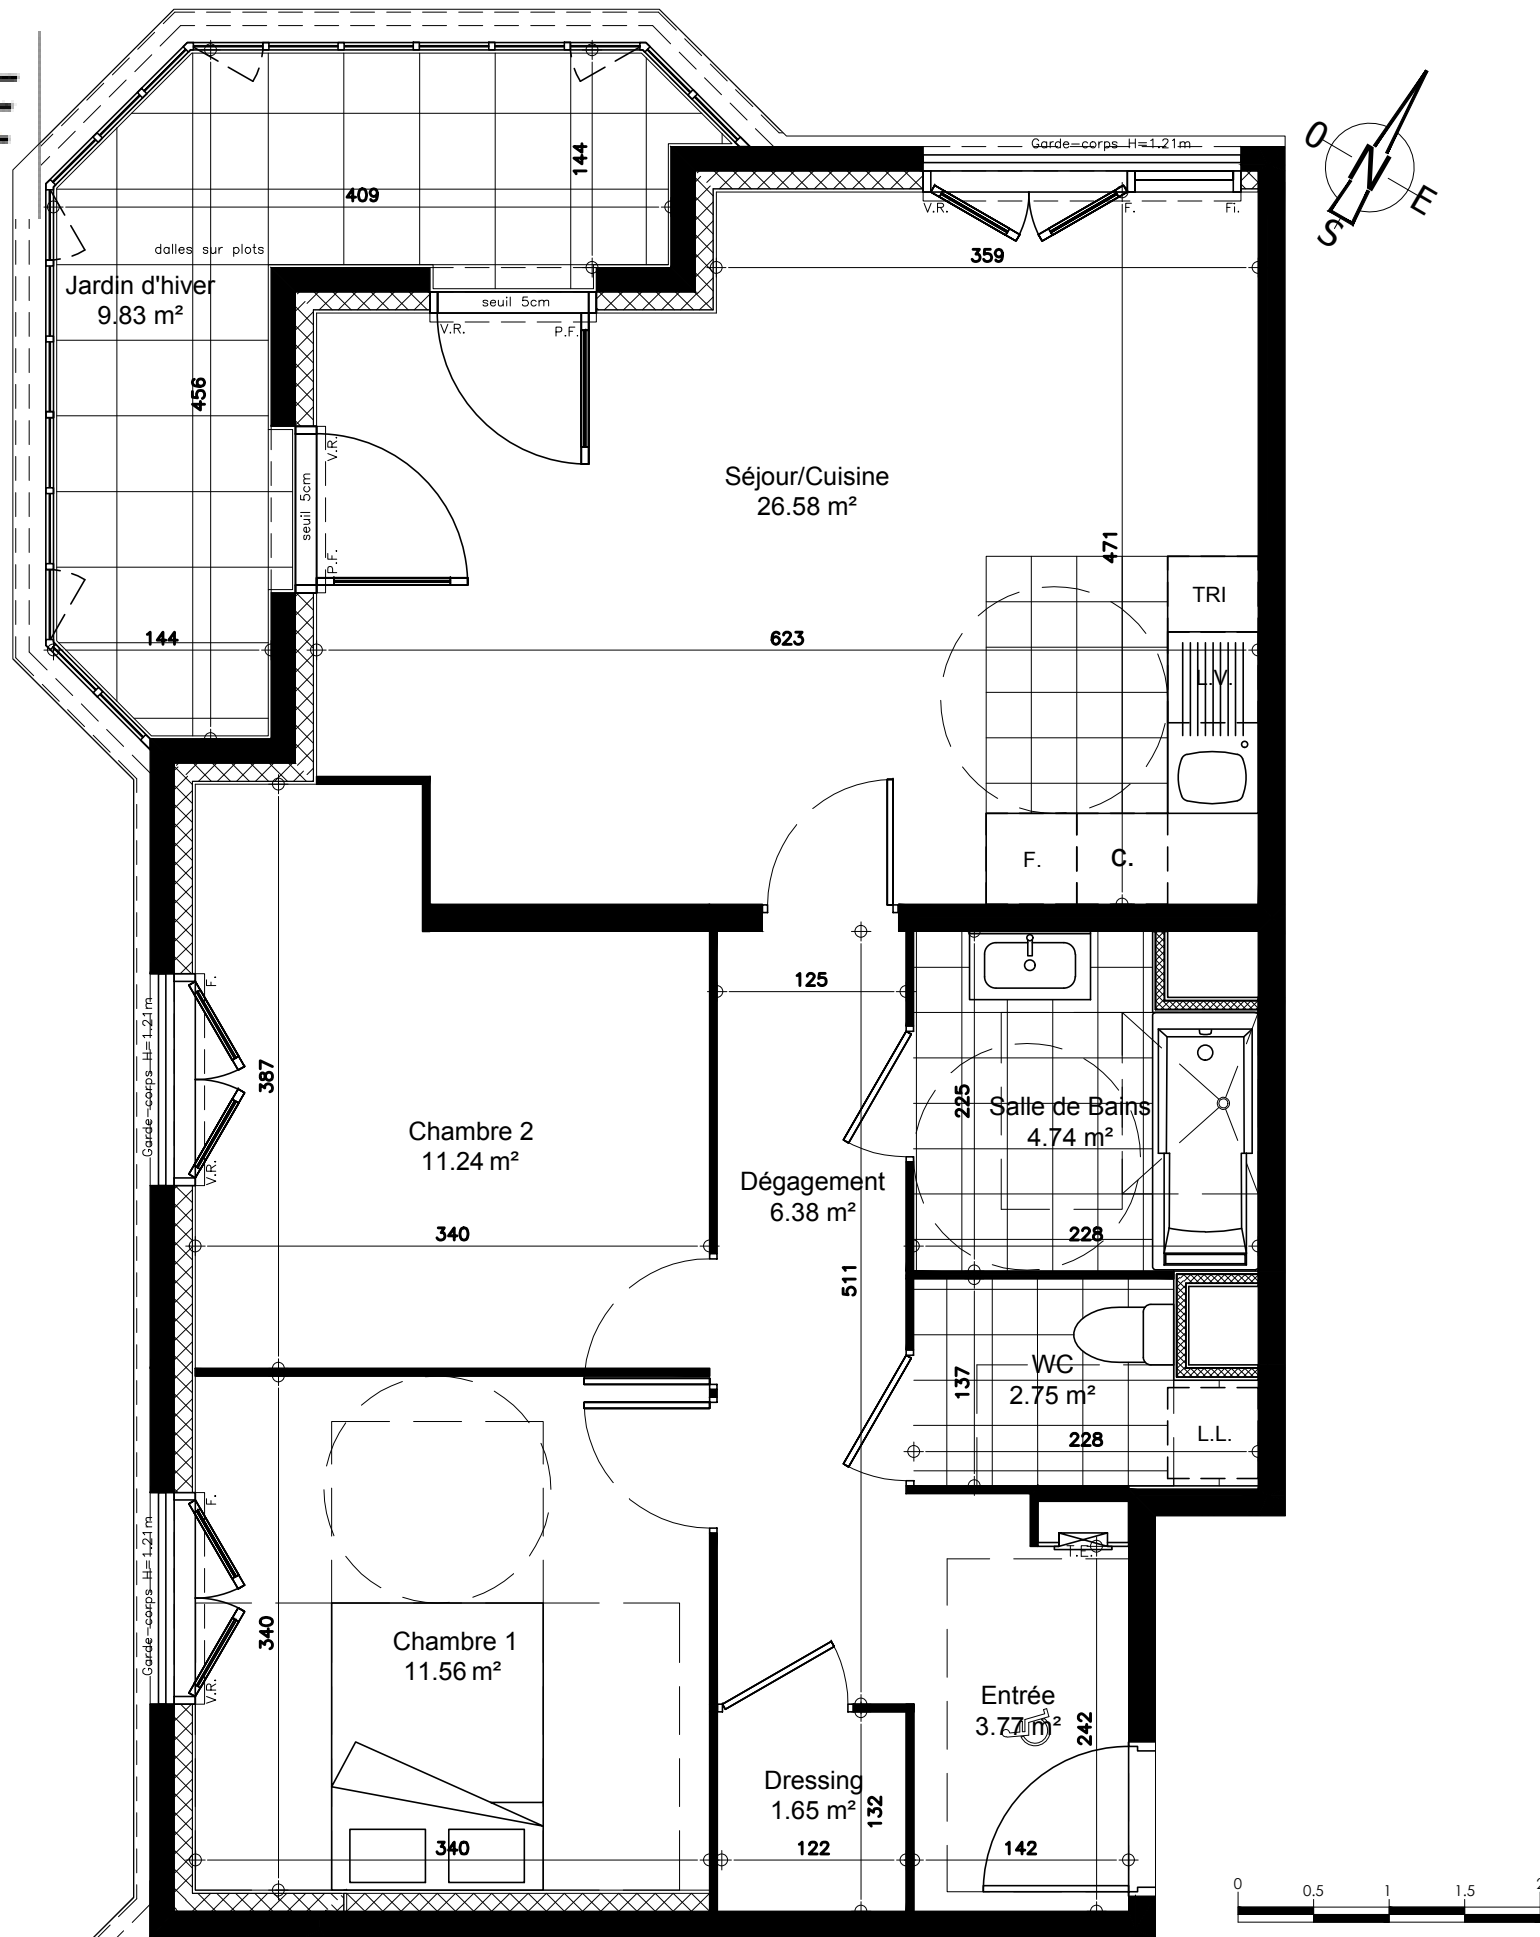 Garde-corps H=1.21m
O
N
E
S
144
409
V.R.
F.
Fi.
dalles sur plots
359
Jardin d'hiver
9.83 m²
seuil 5cm
V.R.
P.F.
456
V.R.
seuil 5cm
P.F.
Séjour/Cuisine
26.58 m²
471
TRI
144
623
L.V.
F.
C.
125
F.
Garde-corps H=1.21m
V.R.
387
225
Salle de Bains
4.74 m²
Chambre 2
11.24 m²
Dégagement
6.38 m²
340
228
511
WC
2.75 m²
137
228
L.L.
F.
Garde-corps H=1.21m
V.R.
T.E.
340
Chambre 1
11.56 m²
Entrée
3.77 m²
242
Dressing
1.65 m²
132
340
122
142
0
0.5
1
1.5